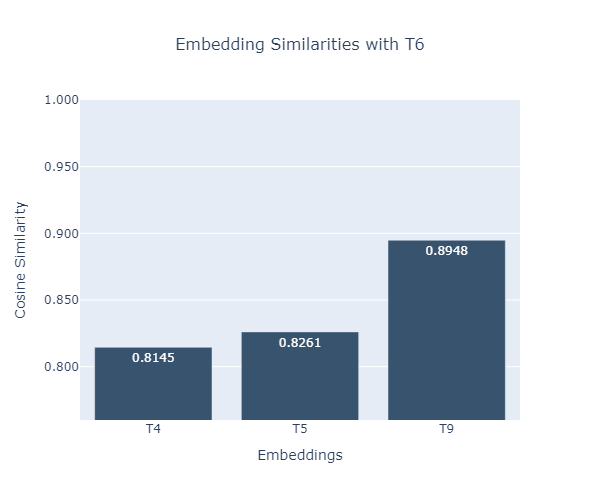 Embedding Similarities with T6
1.000
0.950
0.900
0.850
0.800
Cosine Similarity
0.8145
0.8261
0.8948
T4
T5
T9
Embeddings